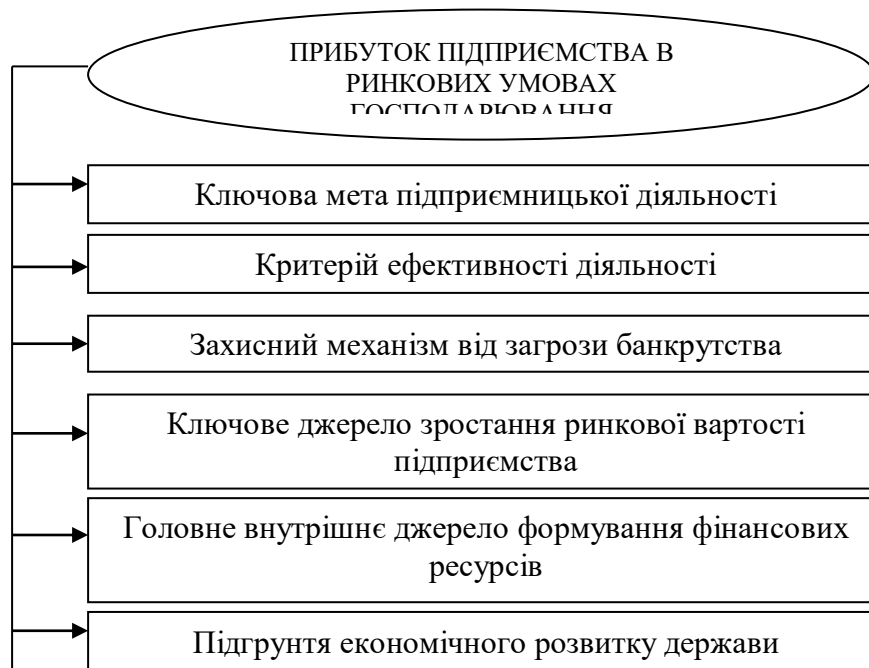 ПРИБУТОК ПІДПРИЄМСТВА В
РИНКОВИХ УМОВАХ
ГОСПОДАРЮВАННЯ
Ключова мета підприємницької діяльності
Критерій ефективності діяльності
Захисний механізм від загрози банкрутства
Ключове джерело зростання ринкової вартості
підприємства
Головне внутрішнє джерело формування фінансових
ресурсів
Підгрунтя економічного розвитку держави